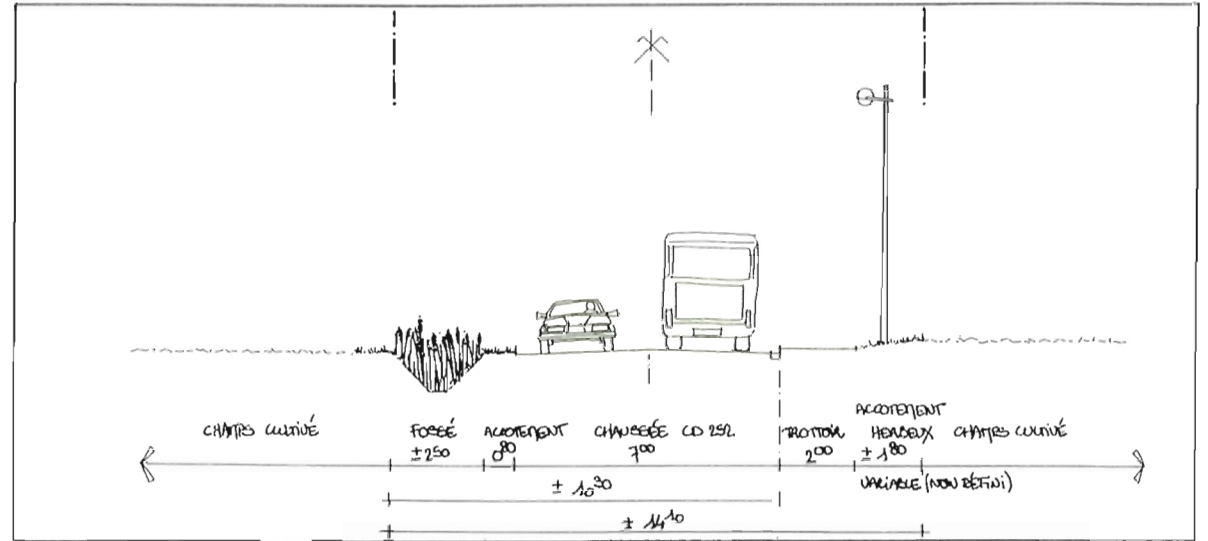 ACCOTEMENT
CHAMPS CULTIVÉ FOSSÉ ACCOTEMENT CHAUSSÉE CD 252 TROTTOIR HERBEUX CHAMPS CULTIVÉ
±2⁵⁰ 0⁸⁰ 7⁰⁰ 2⁰⁰ ± 1⁸⁰
VARIABLE (NON DÉFINI)
± 10³⁰
± 14¹⁰